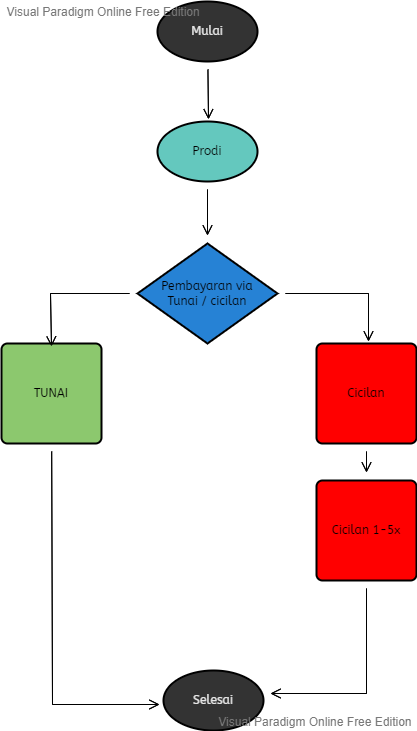 Visual Paradigm Online Free Edition
Mulai
Prodi
Pembayaran via
Tunai / cicilan
TUNAI
Cicilan
Cicilan 1-5x
Selesai
Visual Paradigm Online Free Edition